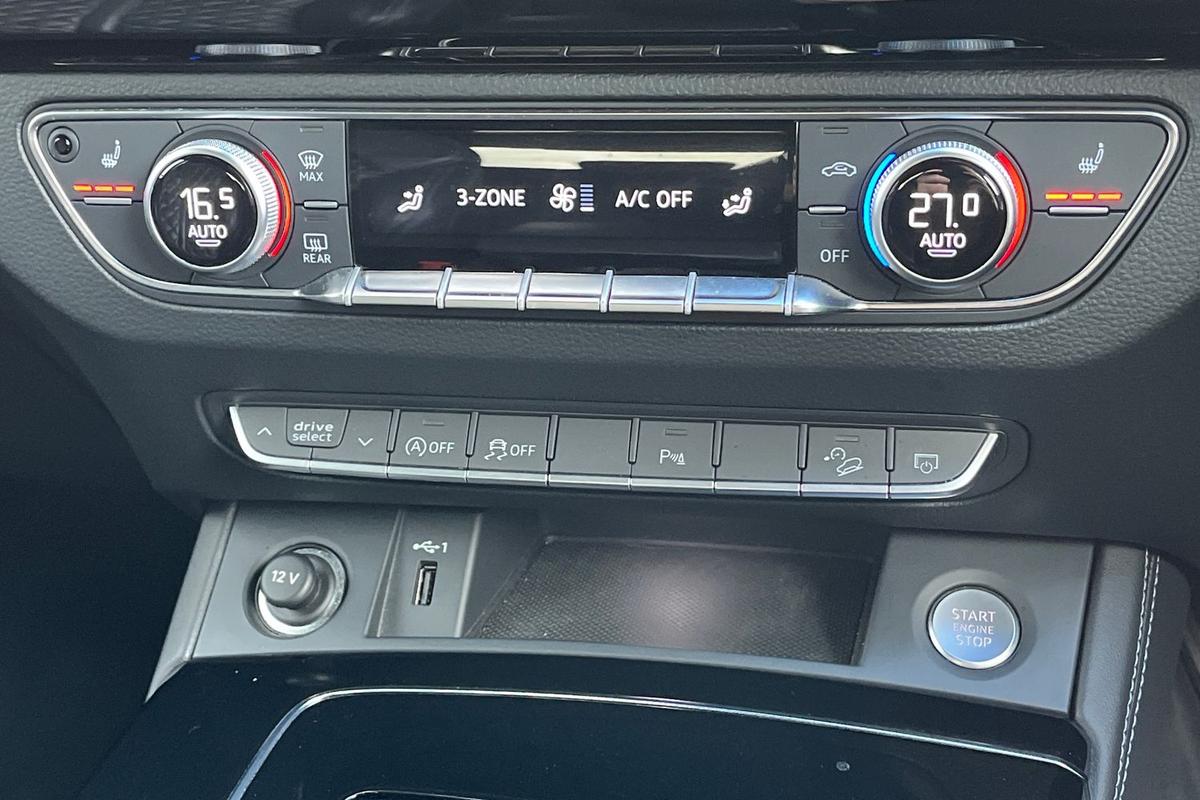 16.5
AUTO
MAX
REAR
3-ZONE
A/C OFF
OFF
27.0
AUTO
drive
select
A OFF
OFF
P
12 V
1
START
ENGINE
STOP